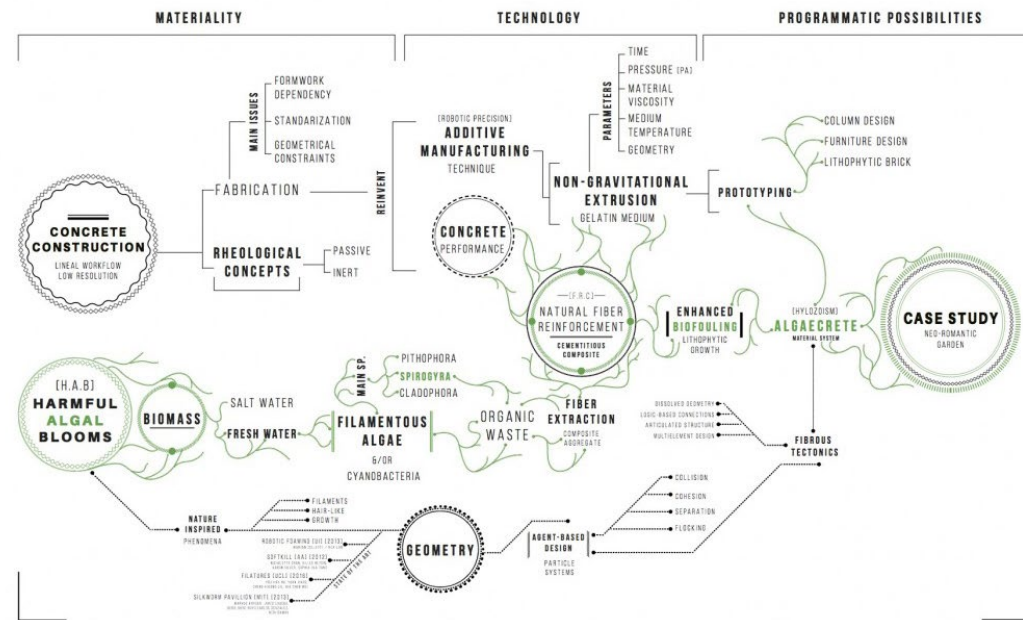 MATERIALITY
TECHNOLOGY
PROGRAMMATIC POSSIBILITIES
CONCRETE
CONSTRUCTION
LINEAL WORKFLOW
LOW RESOLUTION
MAIN ISSUES
FORMWORK
DEPENDENCY
STANDARIZATION
GEOMETRICAL
CONSTRAINTS
FABRICATION
RHEOLOGICAL
CONCEPTS
PASSIVE
INERT
REINVENT
[ROBOTIC PRECISION]
ADDITIVE
MANUFACTURING
TECHNIQUE
CONCRETE
PERFORMANCE
PARAMETERS
TIME
PRESSURE [PA]
MATERIAL
VISCOSITY
MEDIUM
TEMPERATURE
GEOMETRY
NON-GRAVITATIONAL
EXTRUSION
GELATIN MEDIUM
PROTOTYPING
COLUMN DESIGN
FURNITURE DESIGN
LITHOPHYTIC BRICK
(F.R.C)
NATURAL FIBER
REINFORCEMENT
CEMENTITIOUS
COMPOSITE
ENHANCED
BIOFOULING
LITHOPHYTIC
GROWTH
[HYLOZOISM]
ALGAECRETE
MATERIAL SYSTEM
CASE STUDY
NEO-ROMANTIC
GARDEN
[H.A.B]
HARMFUL
ALGAL
BLOOMS
BIOMASS
SALT WATER
FRESH WATER
MAIN SP.
PITHOPHORA
SPIROGYRA
CLADOPHORA
FILAMENTOUS
ALGAE
&/OR
CYANOBACTERIA
ORGANIC
WASTE
FIBER
EXTRACTION
COMPOSITE
AGGREGATE
DISSOLVED GEOMETRY
LOGIC-BASED CONNECTIONS
ARTICULATED STRUCTURE
MULTIELEMENT DESIGN
FIBROUS
TECTONICS
NATURE
INSPIRED
PHENOMENA
FILAMENTS
HAIR-LIKE
GROWTH
STATE OF THE ART
SOFTKILL [AA] [2012]
FILATURES [UCL] [2016]
SILKWORM PAVILLION [MIT] [2013]
GEOMETRY
AGENT-BASED
DESIGN
PARTICLE
SYSTEMS
COLLISION
COHESION
SEPARATION
FLOCKING